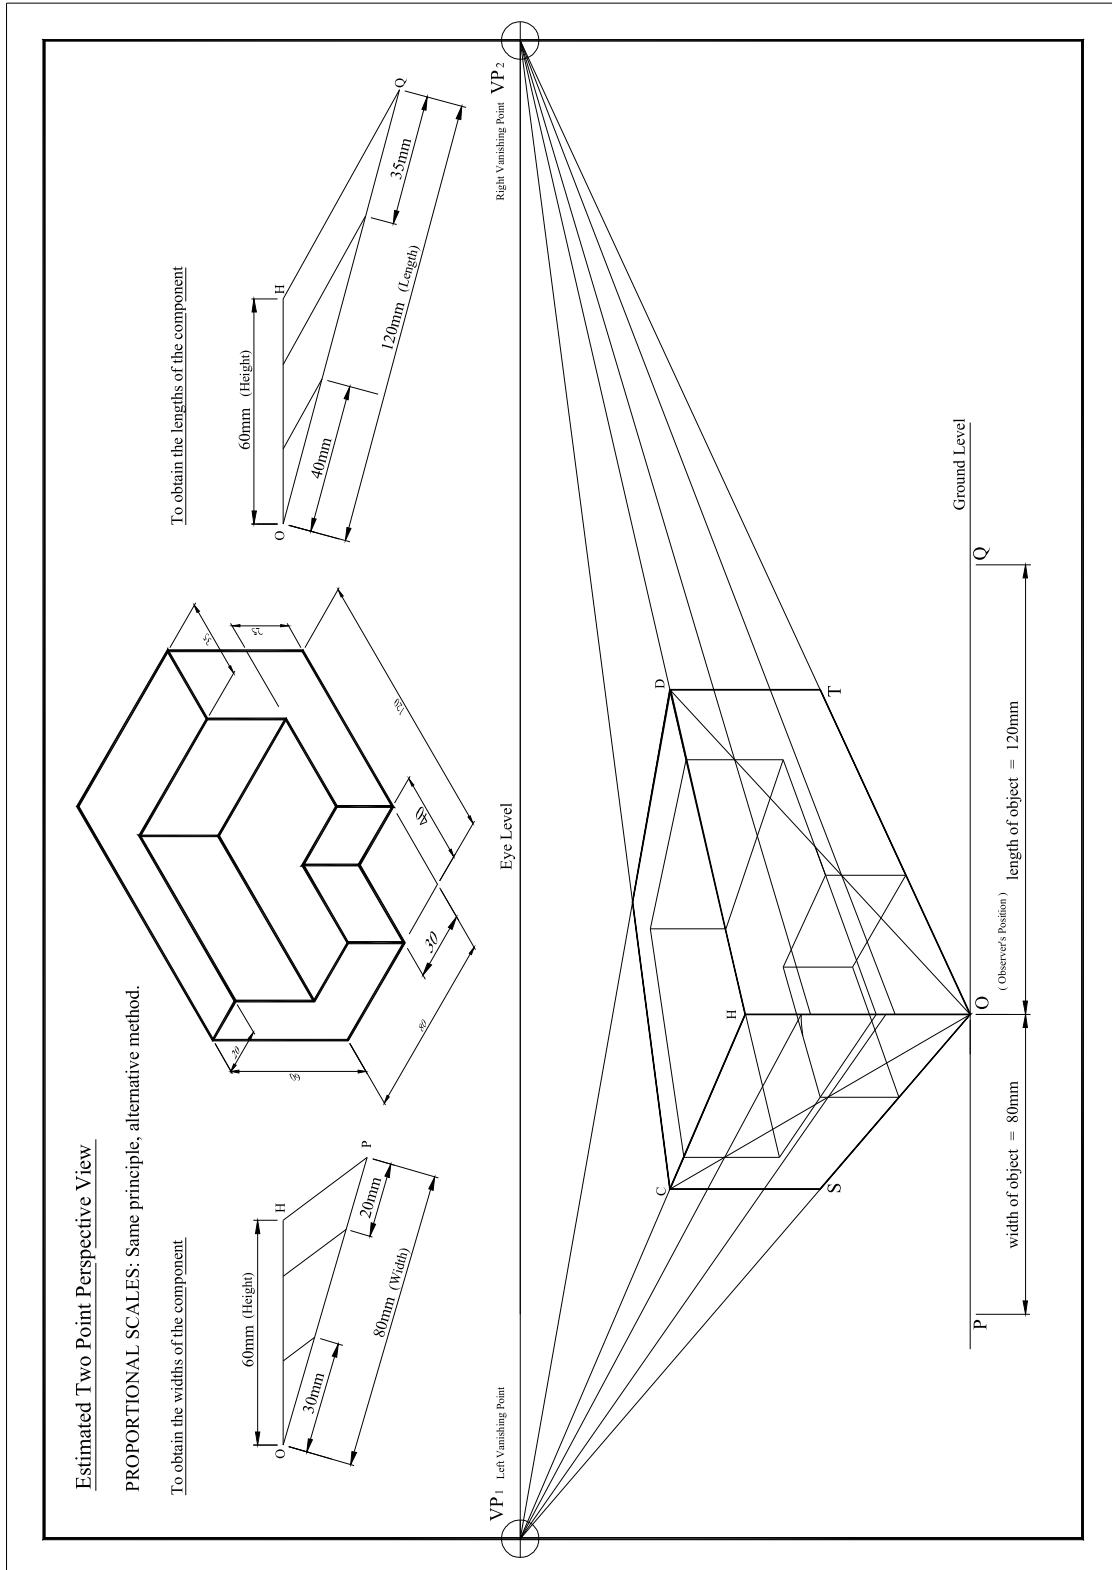 Estimated Two Point Perspective View
PROPORTIONAL SCALES: Same principle, alternative method.
To obtain the widths of the component
60mm (Height)
O
H
30mm
20mm
P
80mm (Width)
20
60
80
30
40
120
35
25
To obtain the lengths of the component
60mm (Height)
O
H
40mm
35mm
Q
120mm (Length)
VP1 Left Vanishing Point
Eye Level
Right Vanishing Point VP2
C
H
D
S
T
Ground Level
P
O
Q
( Observer's Position )
width of object = 80mm
length of object = 120mm